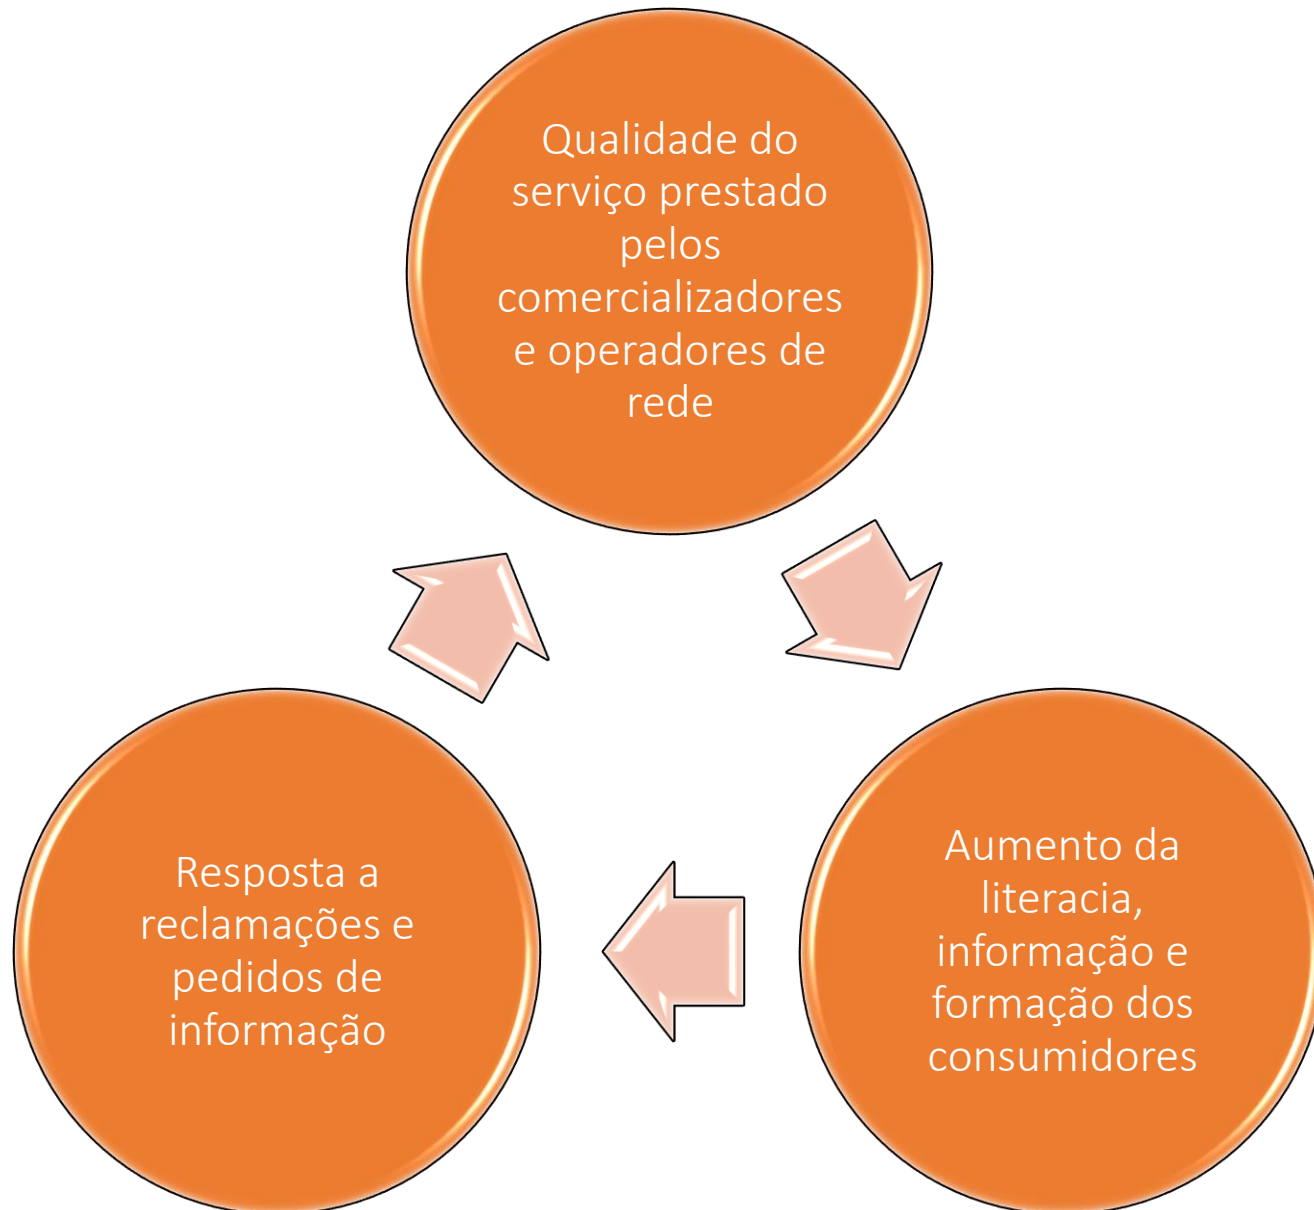 Qualidade do
serviço prestado
pelos
comercializadores
e operadores de
rede
Aumento da
literacia,
informação e
formação dos
consumidores
Resposta a
reclamações e
pedidos de
informação